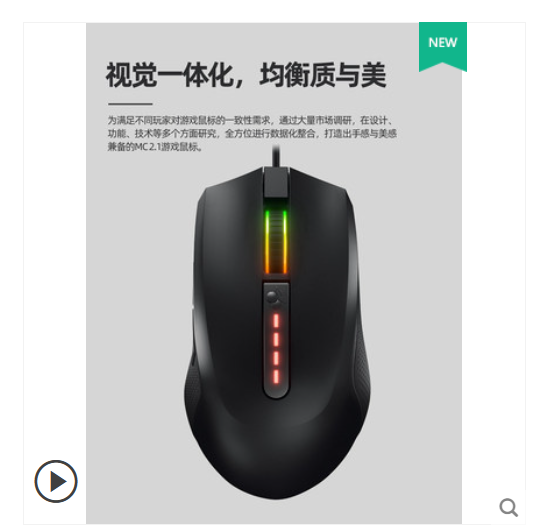 NEW
视觉一体化，均衡质与美
为满足不同玩家对游戏鼠标的一致性需求，通过大量市场调研，在设计、
功能、技术等多个方面研究，全方位进行数据化整合，打造出手感与美感
兼备的MC2.1游戏鼠标。